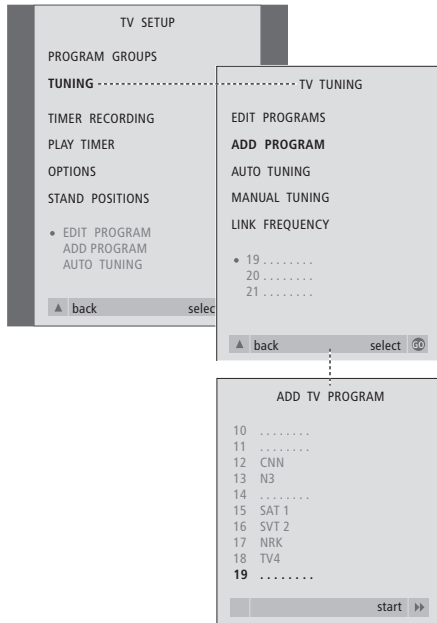 TV SETUP
PROGRAM GROUPS
TUNING
TIMER RECORDING
PLAY TIMER
OPTIONS
STAND POSITIONS
• EDIT PROGRAM
ADD PROGRAM
AUTO TUNING
▲ back selec
TV TUNING
EDIT PROGRAMS
ADD PROGRAM
AUTO TUNING
MANUAL TUNING
LINK FREQUENCY
• 19 . . . . . . . .
20 . . . . . . . .
21 . . . . . . . .
▲ back select GO
ADD TV PROGRAM
10 . . . . . . . .
11 . . . . . . . .
12 CNN
13 N3
14 . . . . . . . .
15 SAT 1
16 SVT 2
17 NRK
18 TV4
19 . . . . . . . .
start ▶▶